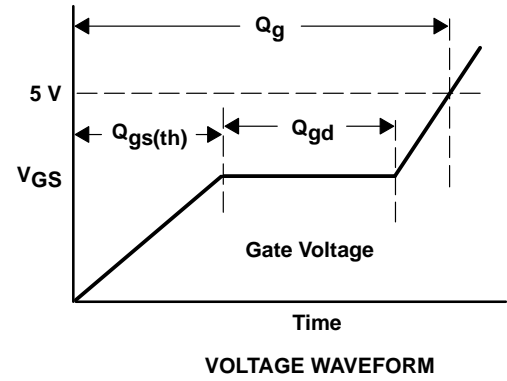 Qg
5 V
Qgs(th)
Qgd
VGS
Gate Voltage
Time
VOLTAGE WAVEFORM